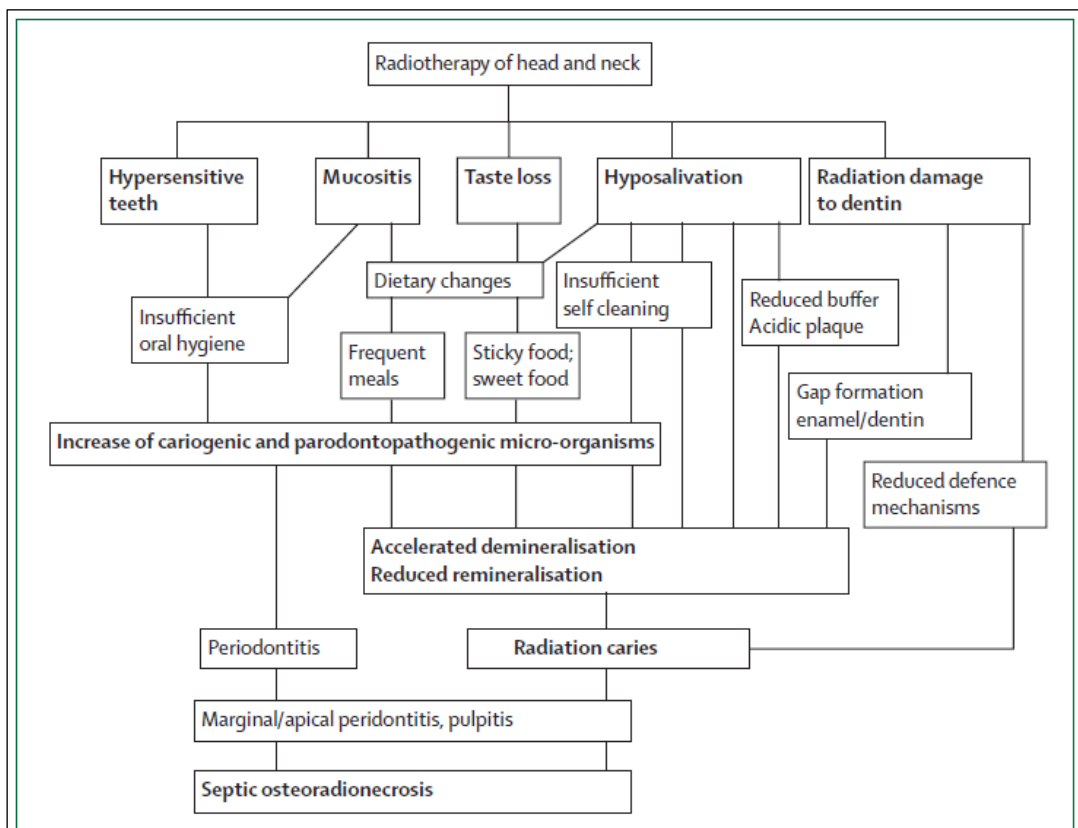 Radiotherapy of head and neck
Hypersensitive
teeth
Mucositis
Taste loss
Hyposalivation
Radiation damage
to dentin
Dietary changes
Insufficient
self cleaning
Reduced buffer
Acidic plaque
Insufficient
oral hygiene
Frequent
meals
Sticky food;
sweet food
Gap formation
enamel/dentin
Increase of cariogenic and parodontopathogenic micro-organisms
Reduced defence
mechanisms
Accelerated demineralisation
Reduced remineralisation
Periodontitis
Radiation caries
Marginal/apical peridontitis, pulpitis
Septic osteoradionecrosis